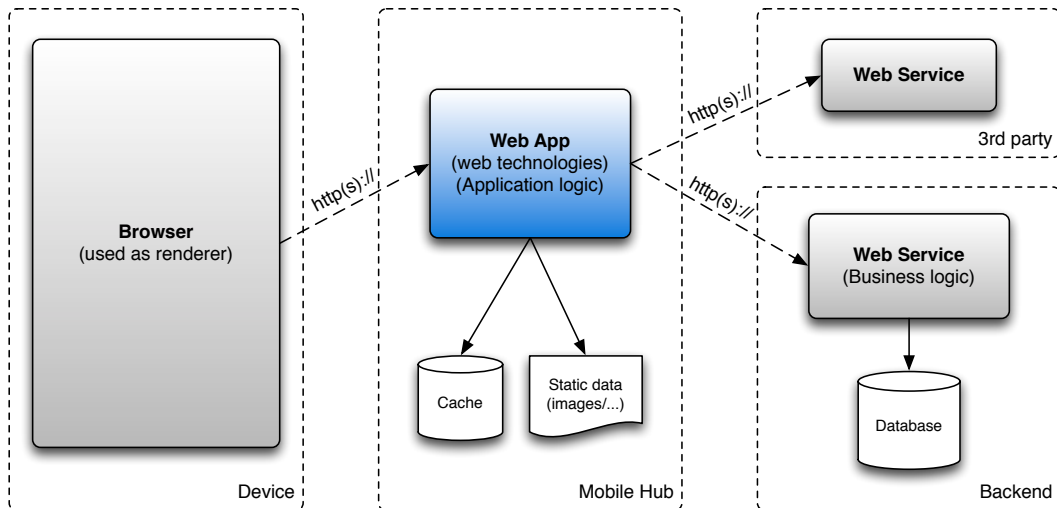 Browser
(used as renderer)
Device
http(s)://
Web App
(web technologies)
(Application logic)
Cache
Static data
(images/...)
Mobile Hub
http(s)://
http(s)://
Web Service
3rd party
Web Service
(Business logic)
Database
Backend